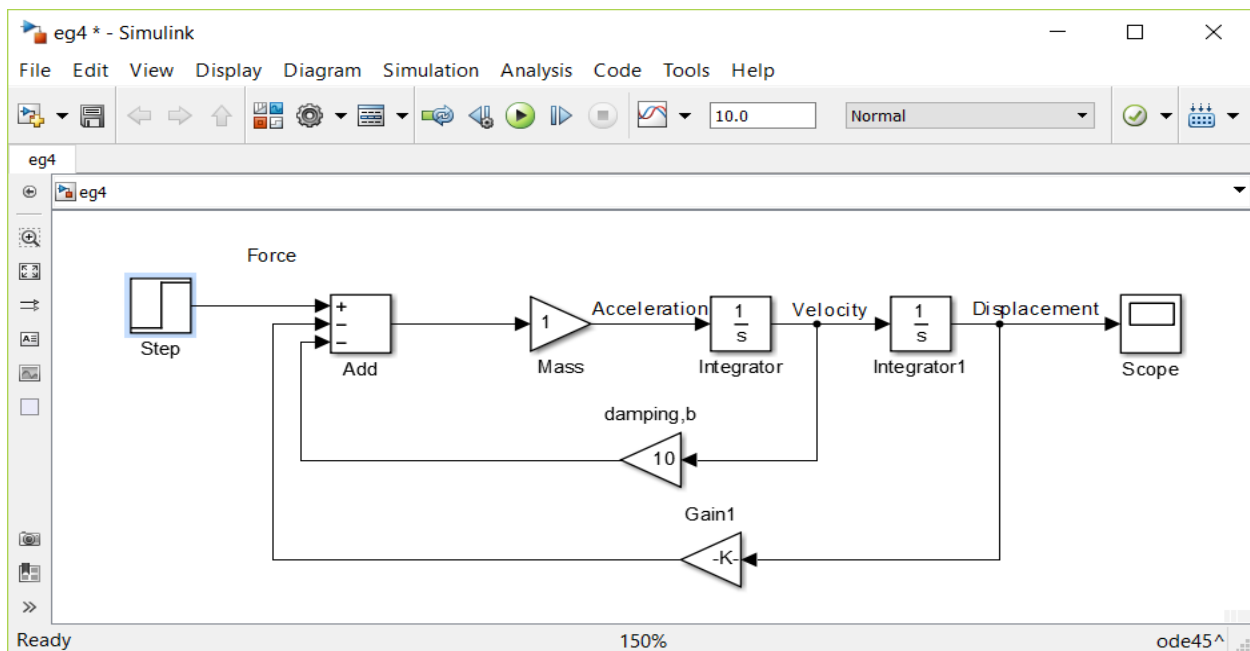 eg4 * - Simulink
File Edit View Display Diagram Simulation Analysis Code Tools Help
10.0 Normal
eg4
eg4
Force
+
−
−
Step
Add
1
Mass
Acceleration
1
s
Integrator
Velocity
1
s
Integrator1
Displacement
Scope
damping,b
10
Gain1
-K-
Ready 150% ode45^